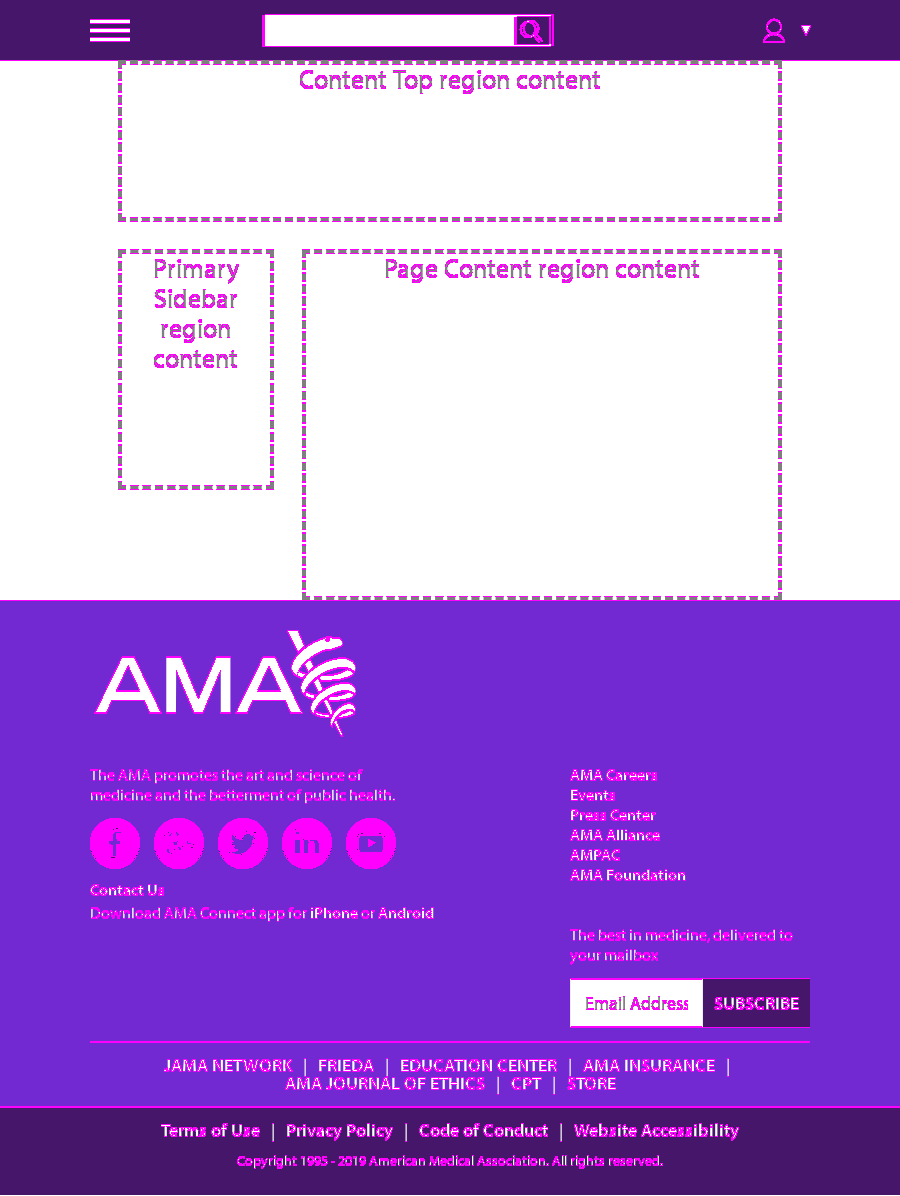 Content Top region content
Primary
Sidebar
region
content
Page Content region content
AMA
The AMA promotes the art and science of
medicine and the betterment of public health.
Contact Us
Download AMA Connect app for iPhone or Android
AMA Careers
Events
Press Center
AMA Alliance
AMPAC
AMA Foundation
The best in medicine, delivered to
your mailbox
Email Address
SUBSCRIBE
JAMA NETWORK | FRIEDA | EDUCATION CENTER | AMA INSURANCE |
AMA JOURNAL OF ETHICS | CPT | STORE
Terms of Use | Privacy Policy | Code of Conduct | Website Accessibility
Copyright 1995 - 2019 American Medical Association. All rights reserved.